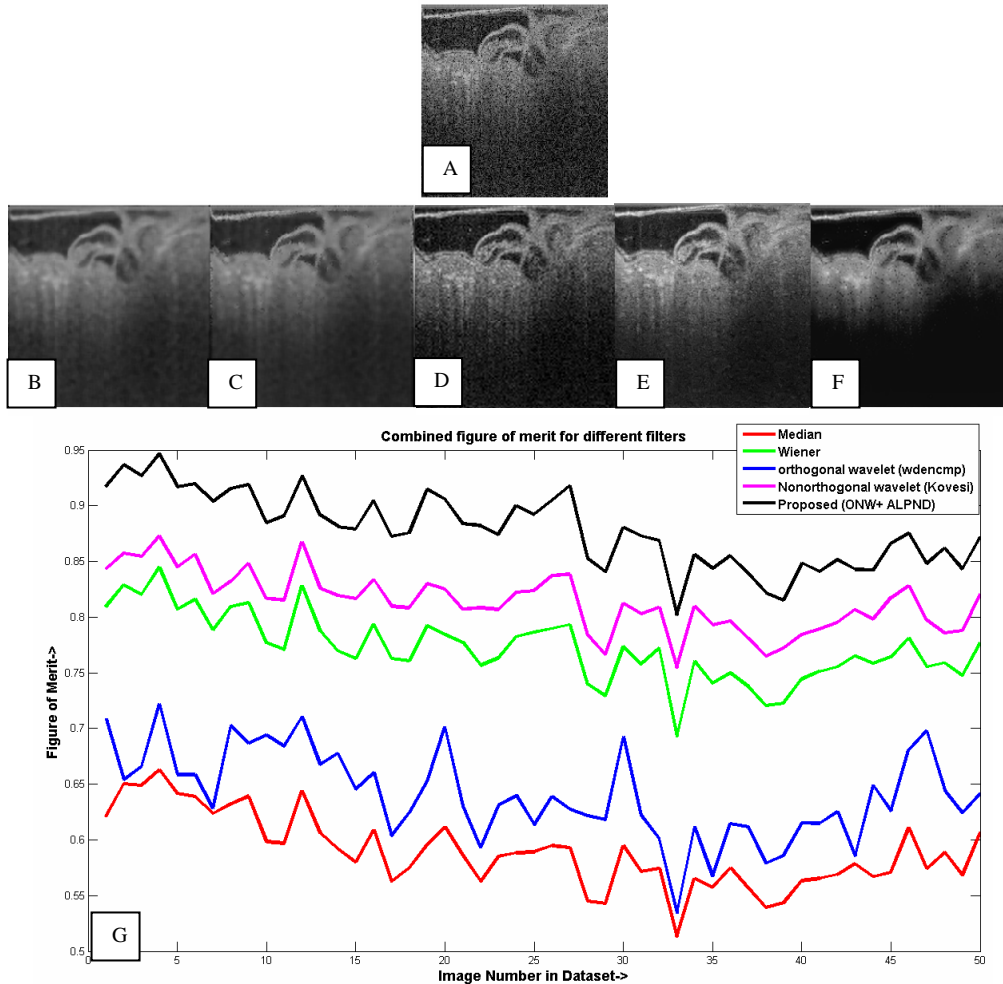 A
B
C
D
E
F
Combined figure of merit for different filters
Median
Wiener
orthogonal wavelet (wdencmp)
Nonorthogonal wavelet (Kovesi)
Proposed (ONW+ ALPND)
0.95
0.9
0.85
0.8
0.75
0.7
0.65
0.6
0.55
0.5
Figure of Merit->
G
0 5 10 15 20 25 30 35 40 45 50
Image Number in Dataset->